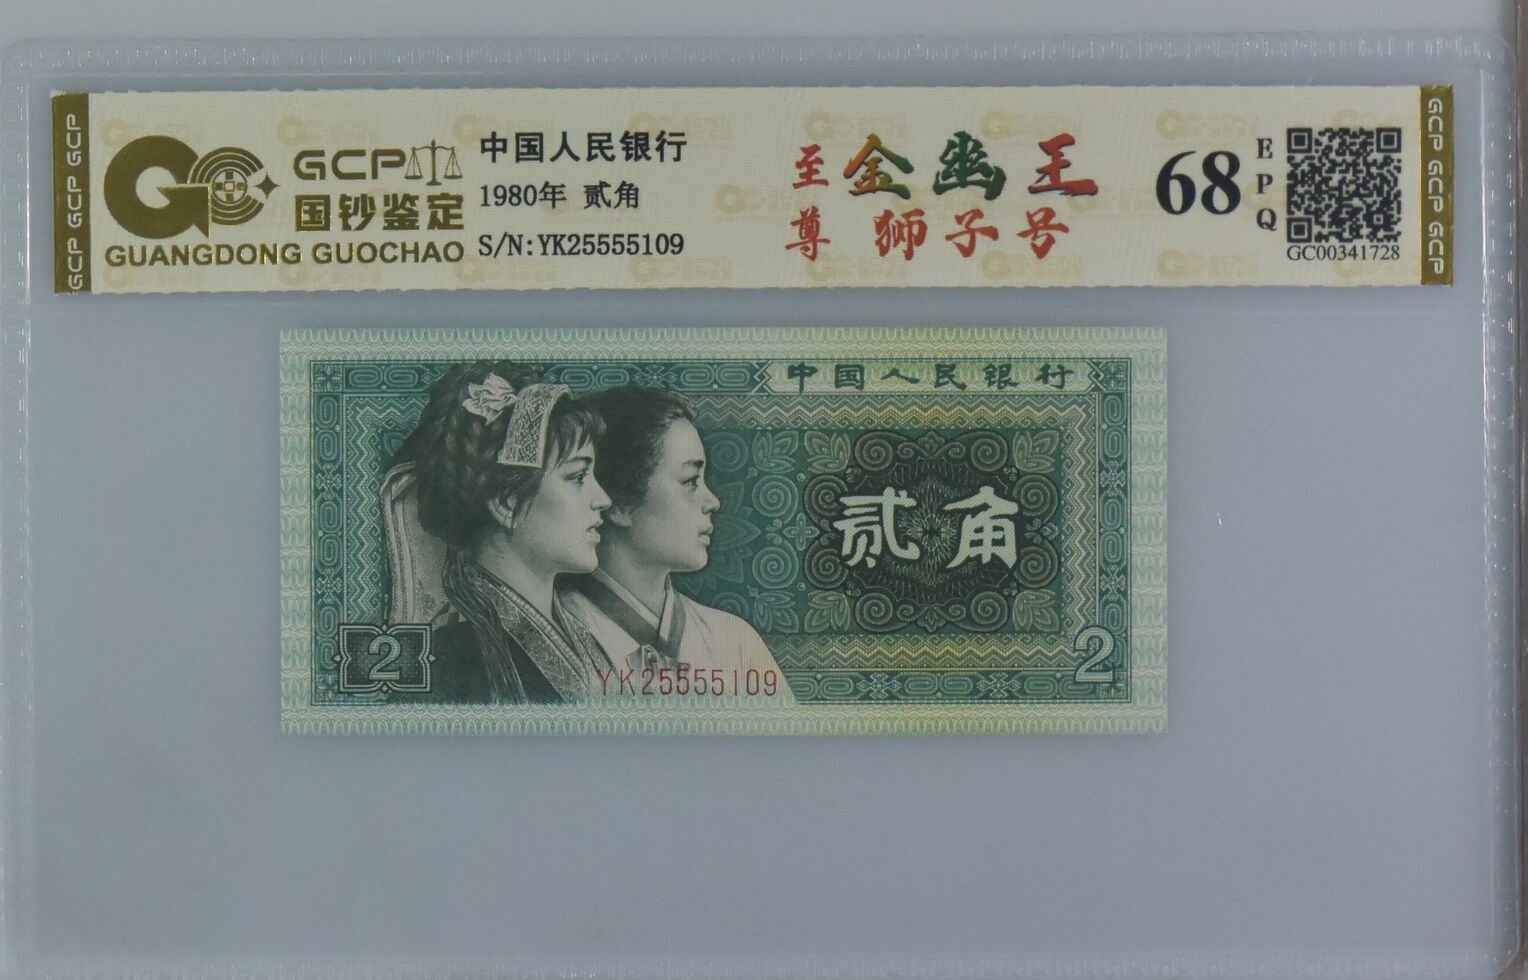 GCP GCP GCP
GCP
国钞鉴定
GUANGDONG GUOCHAO
中国人民银行
1980年 贰角
S/N:YK25555109
至尊
金幽王
狮子号
68
EPQ
GC00341728
GCP GCP GCP
中国人民银行
贰角
2
2
YK25555109